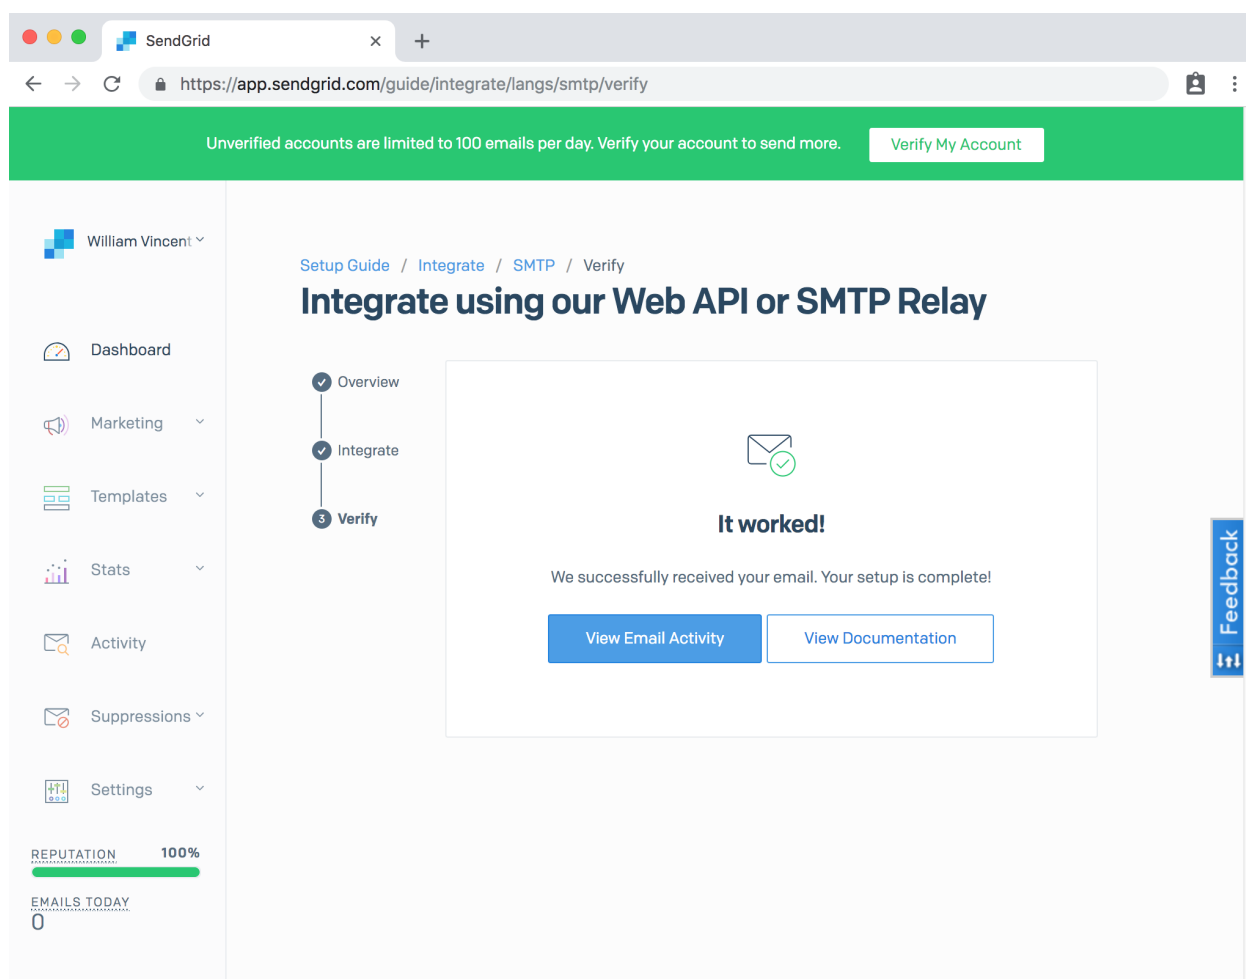 SendGrid
https://app.sendgrid.com/guide/integrate/langs/smtp/verify
Unverified accounts are limited to 100 emails per day. Verify your account to send more.
Verify My Account
William Vincent
Setup Guide / Integrate / SMTP / Verify
Integrate using our Web API or SMTP Relay
Dashboard
Marketing
Templates
Stats
Activity
Suppressions
Settings
REPUTATION 100%
EMAILS TODAY
0
Overview
Integrate
3 Verify
It worked!
We successfully received your email. Your setup is complete!
View Email Activity
View Documentation
Feedback